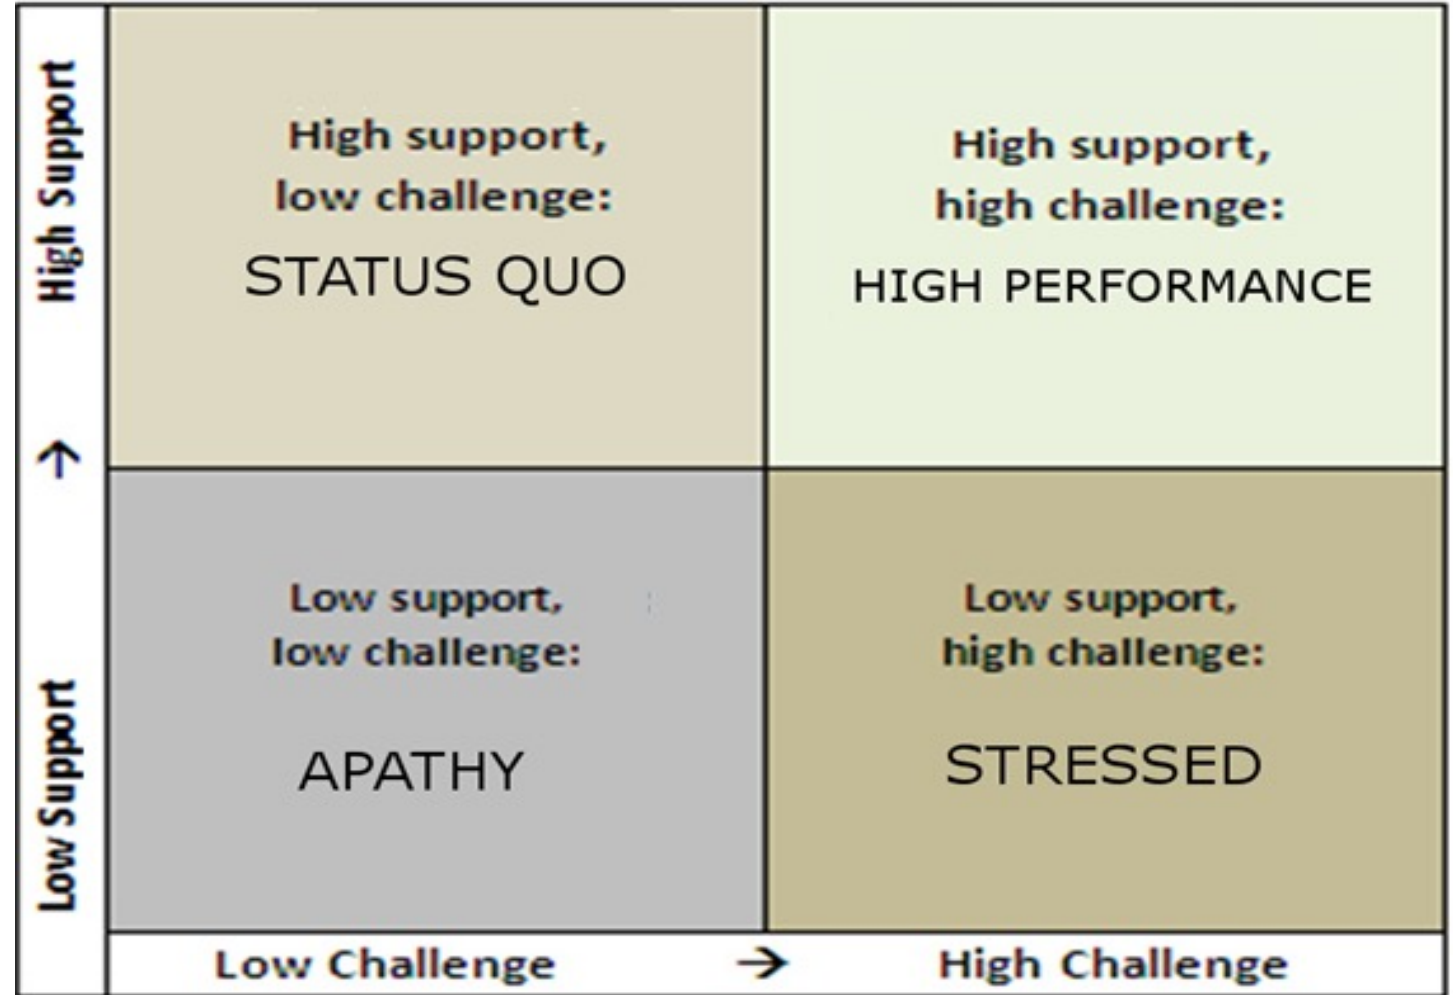 High Support
High support,
low challenge:
STATUS QUO
High support,
high challenge:
HIGH PERFORMANCE
→
Low Support
Low support,
low challenge:
APATHY
Low support,
high challenge:
STRESSED
Low Challenge → High Challenge